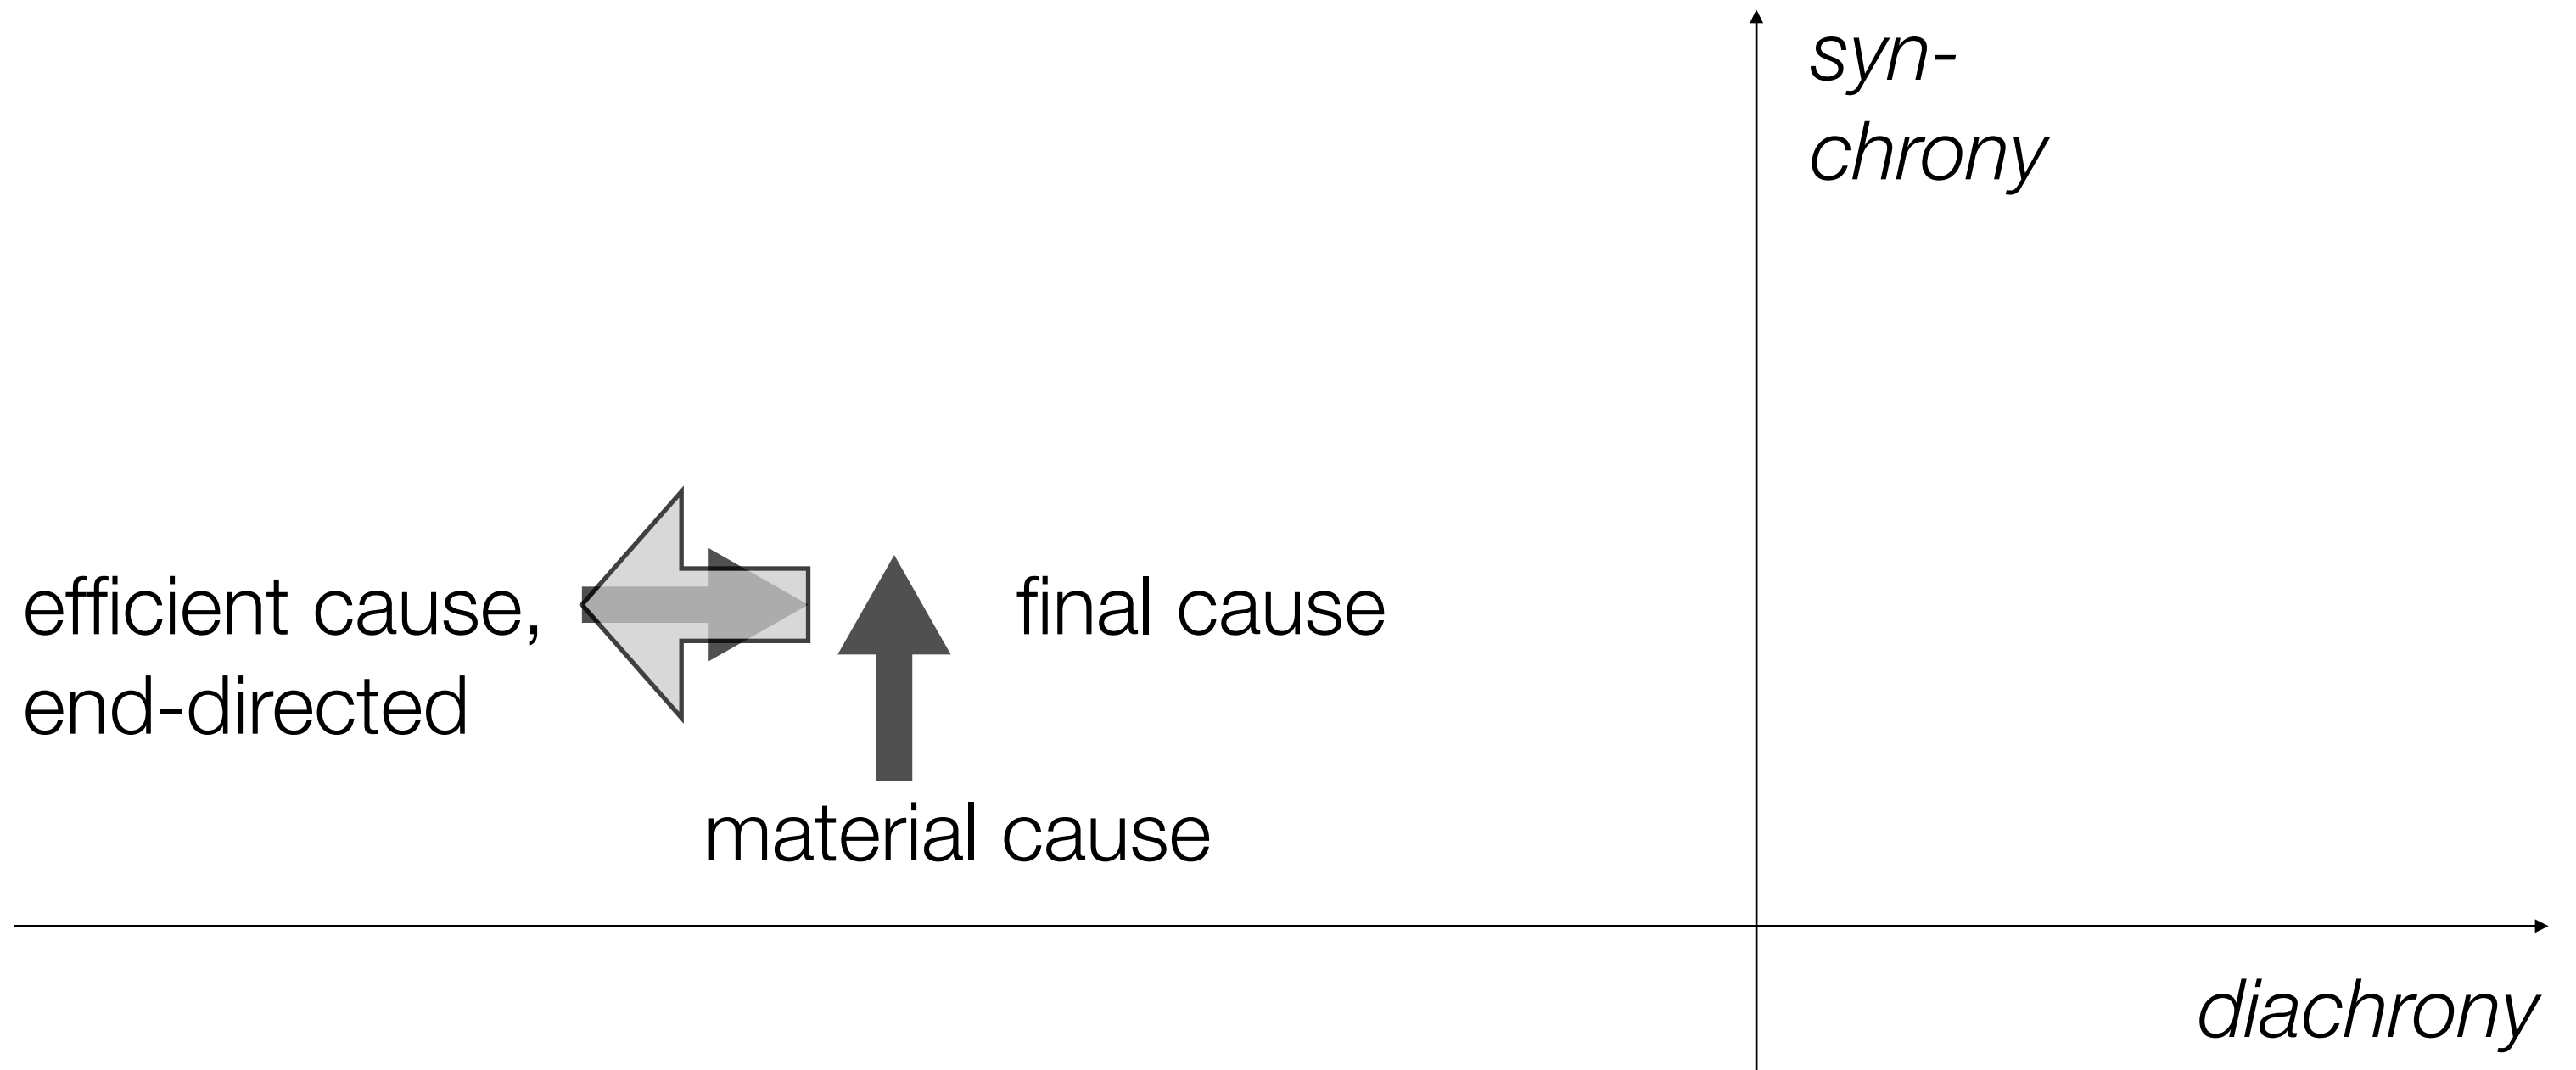 syn-
chrony
efficient cause,
end-directed
final cause
material cause
diachrony